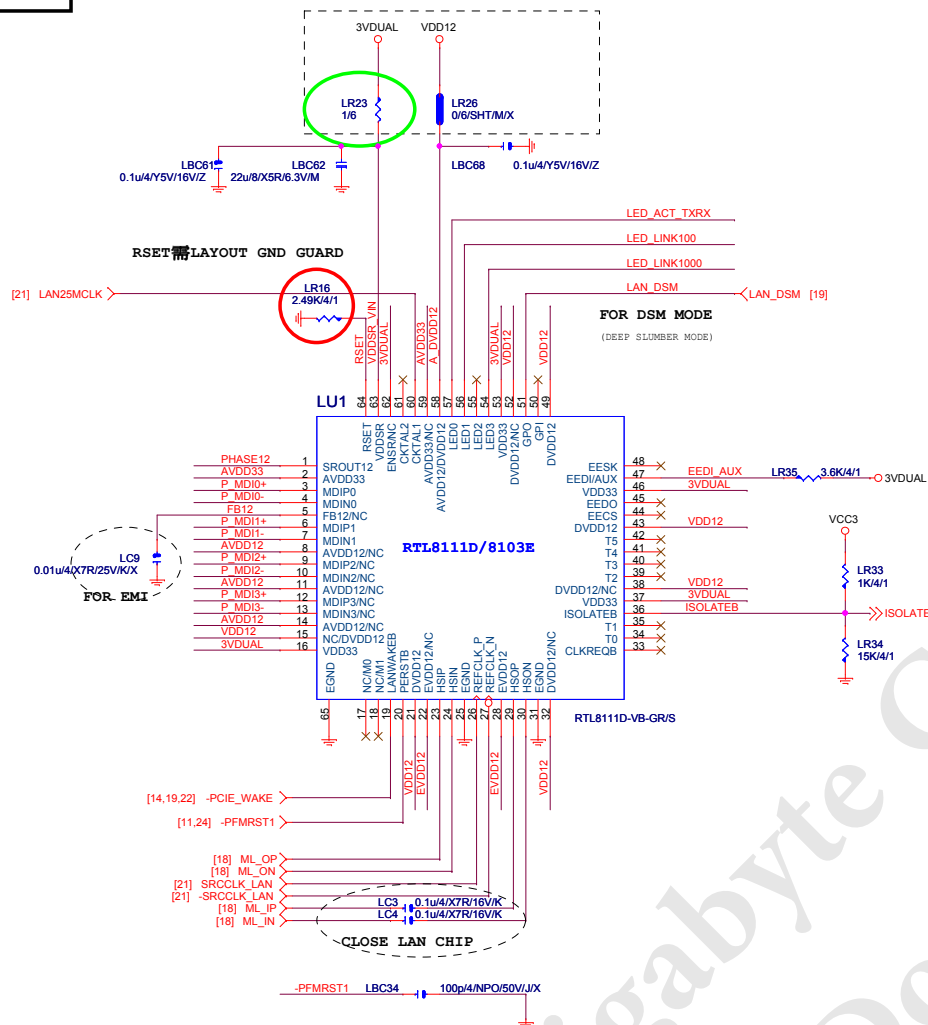 3VDUAL VDD12
LR23
1/6
LR26
0/6/SHT/M/X
LBC61
0.1u/4/Y5V/16V/Z
LBC62
22u/8/X5R/6.3V/M
LBC68
0.1u/4/Y5V/16V/Z
LED_ACT_TXRX
LED_LINK100
LED_LINK1000
LAN_DSM
LAN_DSM [19]
FOR DSM MODE
(DEEP SLUMBER MODE)
RSET需LAYOUT GND GUARD
[21] LAN25MCLK
LR16
2.49K/4/1
RSET
VDDSR_VIN
3VDUAL
AVDD33
A_DVDD12
3VDUAL
VDD12
VDD12
LU1
64 63 62 61 60 59 58 57 56 55 54 53 52 51 50 49
RSET
VDDSR
ENSR/NC
CKTAL2
CKTAL1
AVDD33/NC
AVDD12/DVDD12
LED0
LED1
LED2
LED3
VDD33
DVDD12/NC
GPO
GPI
DVDD12
PHASE12 1 SROUT12
AVDD33 2 AVDD33
P_MDI0+ 3 MDIP0
P_MDI0- 4 MDIN0
FB12 5 FB12/NC
P_MDI1+ 6 MDIP1
P_MDI1- 7 MDIN1
AVDD12 8 AVDD12/NC
P_MDI2+ 9 MDIP2/NC
P_MDI2- 10 MDIN2/NC
AVDD12 11 AVDD12/NC
P_MDI3+ 12 MDIP3/NC
P_MDI3- 13 MDIN3/NC
AVDD12 14 AVDD12/NC
VDD12 15 NC/DVDD12
3VDUAL 16 VDD33
LC9
0.01u/4/X7R/25V/K/X
FOR EMI
RTL8111D/8103E
EESK 48
EEDI/AUX 47 EEDI_AUX
VDD33 46 3VDUAL
EEDO 45
EECS 44
DVDD12 43 VDD12
T5 42
T4 41
T3 40
T2 39
DVDD12/NC 38 VDD12
VDD33 37 3VDUAL
ISOLATEB 36 ISOLATEB
T1 35
T0 34
CLKREQB 33
LR35 3.6K/4/1 3VDUAL
VCC3
LR33
1K/4/1
ISOLATE
LR34
15K/4/1
EGND
NC/M0
NC/M1
LANWAKEB
PERSTB
DVDD12
EVDD12/NC
HSIP
HSIN
EGND
REFCLK_P
REFCLK_N
EVDD12
HSOP
HSON
EGND
DVDD12/NC
65 17 18 19 20 21 22 23 24 25 26 27 28 29 30 31 32
RTL8111D-VB-GR/S
VDD12
EVDD12
EVDD12
VDD12
[14,19,22] -PCIE_WAKE
[11,24] -PFMRST1
[18] ML_OP
[18] ML_ON
[21] SRCCLK_LAN
[21] -SRCCLK_LAN
[18] ML_IP
[18] ML_IN
LC3 0.1u/4/X7R/16V/K
LC4 0.1u/4/X7R/16V/K
CLOSE LAN CHIP
-PFMRST1 LBC34 100p/4/NPO/50V/J/X